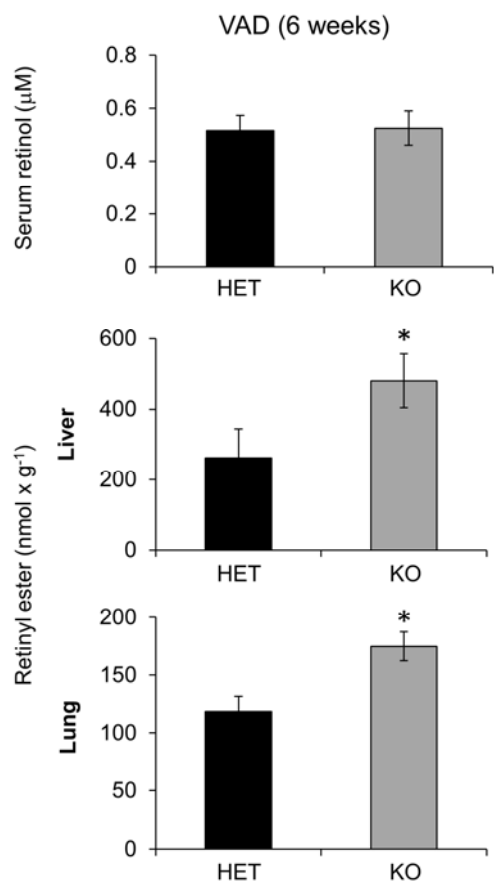 VAD (6 weeks)
Serum retinol (μM)
0.8
0.6
0.4
0.2
0
HET KO
Retinyl ester (nmol x g⁻¹)
Liver
600
400
200
0
*
HET KO
Lung
200
150
100
50
0
*
HET KO